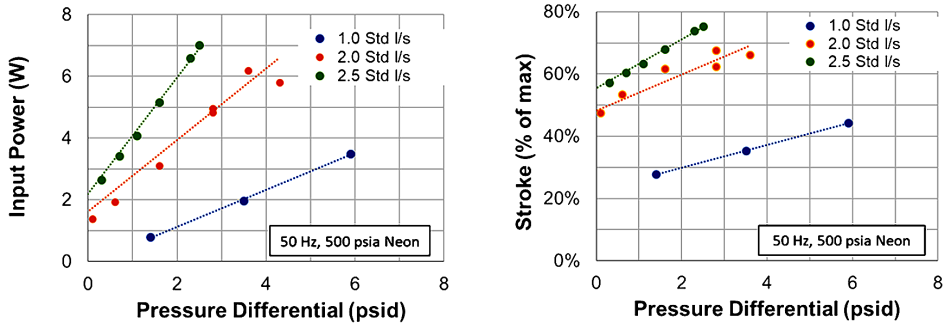 8
6
4
2
0
Input Power (W)
1.0 Std l/s
2.0 Std l/s
2.5 Std l/s
50 Hz, 500 psia Neon
0 2 4 6 8
Pressure Differential (psid)
80%
60%
40%
20%
0%
Stroke (% of max)
1.0 Std l/s
2.0 Std l/s
2.5 Std l/s
50 Hz, 500 psia Neon
0 2 4 6 8
Pressure Differential (psid)